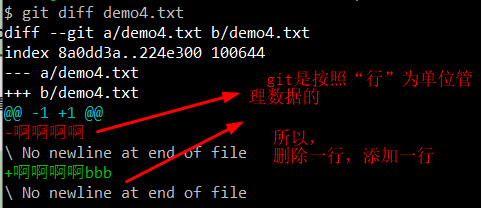 $ git diff demo4.txt
diff --git a/demo4.txt b/demo4.txt
index 8a0dd3a..224e300 100644
--- a/demo4.txt
+++ b/demo4.txt
@@ -1 +1 @@
-啊啊啊啊
\ No newline at end of file
+啊啊啊啊bbb
\ No newline at end of file
git是按照“行”为单位管
理数据的
所以，
删除一行，添加一行